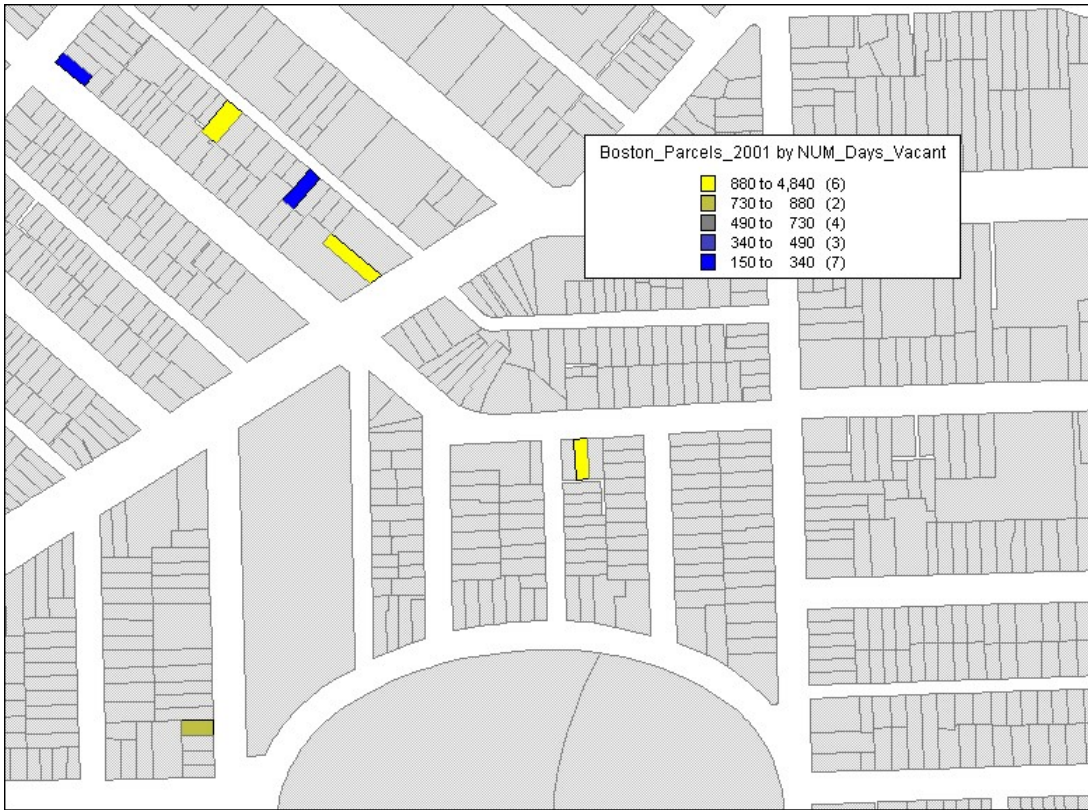 Boston_Parcels_2001 by NUM_Days_Vacant
880 to 4,840 (6)
730 to 880 (2)
490 to 730 (4)
340 to 490 (3)
150 to 340 (7)